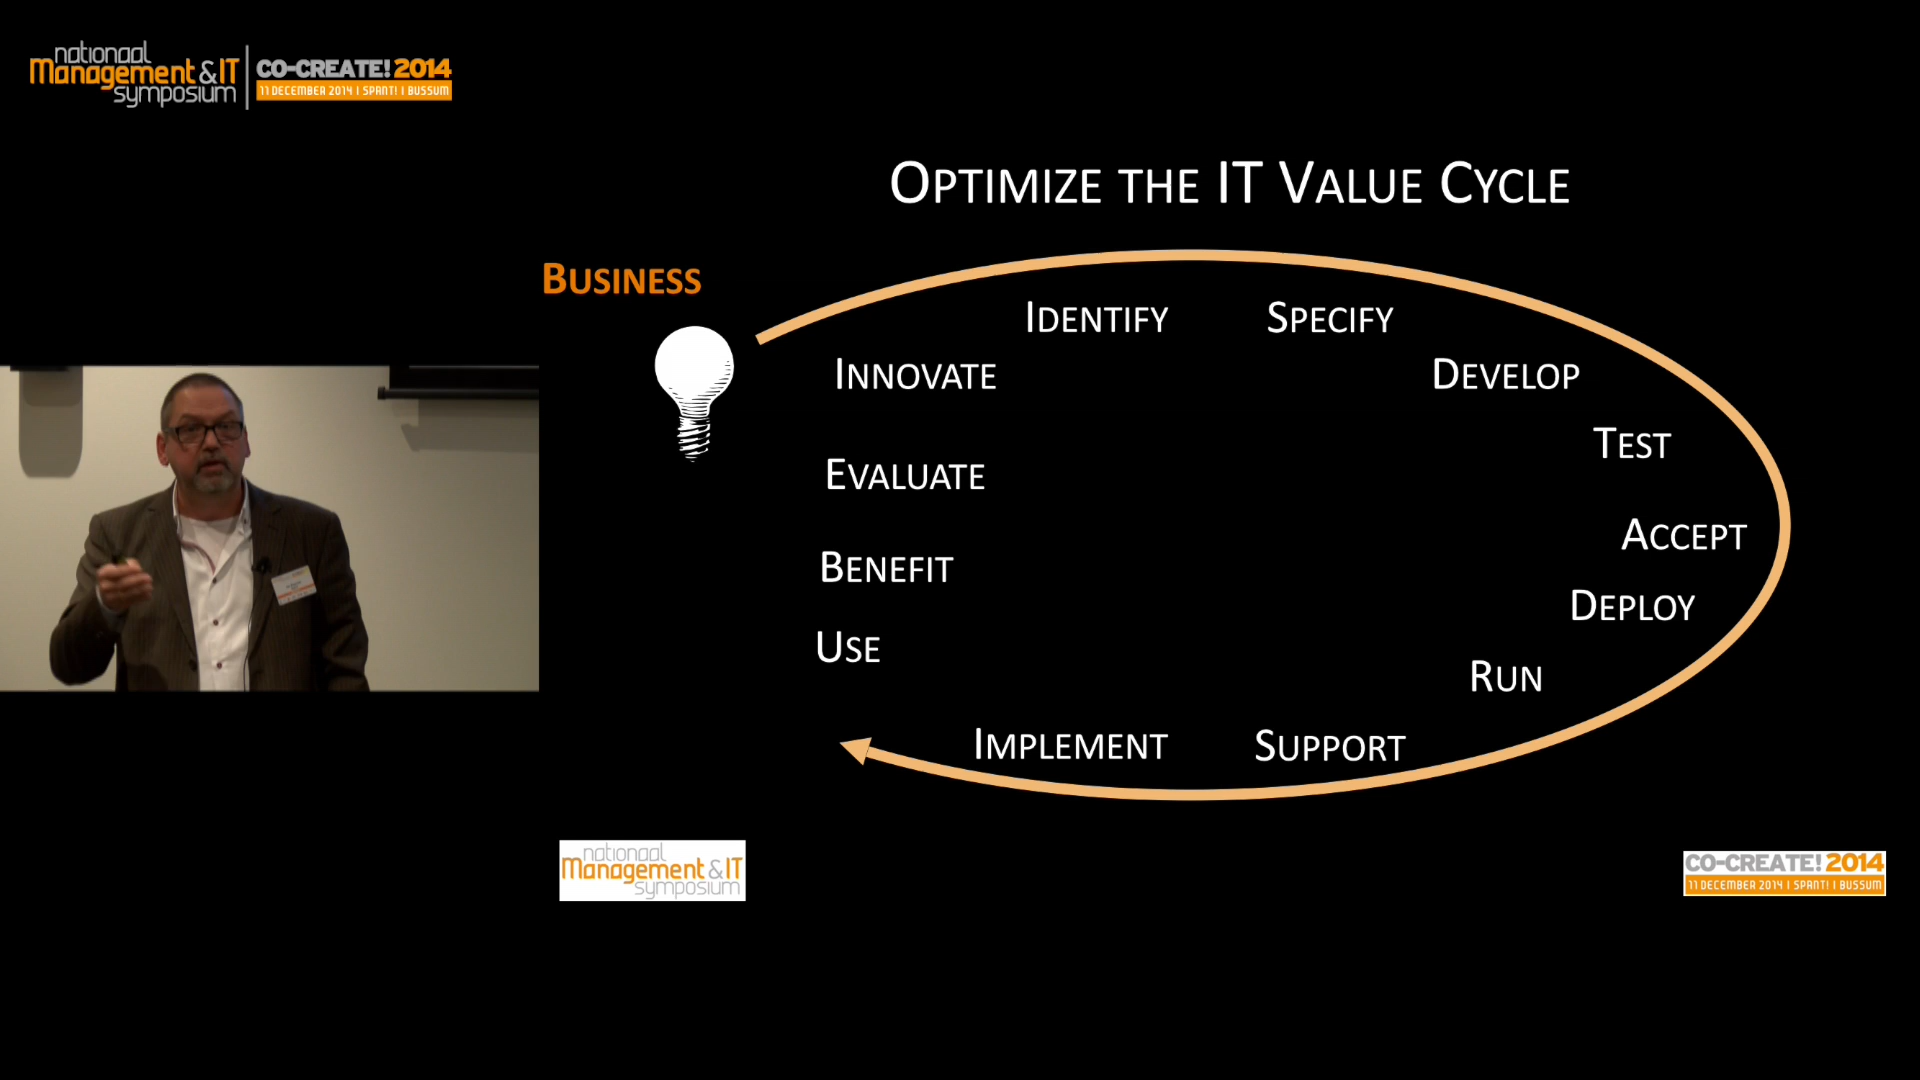 nationaal
Management & IT
symposium
CO-CREATE! 2014
11 DECEMBER 2014 | SPANT! | BUSSUM
OPTIMIZE THE IT VALUE CYCLE
BUSINESS
IDENTIFY
SPECIFY
INNOVATE
DEVELOP
TEST
EVALUATE
ACCEPT
BENEFIT
DEPLOY
USE
RUN
IMPLEMENT
SUPPORT
nationaal
Management & IT
symposium
CO-CREATE! 2014
11 DECEMBER 2014 | SPANT! | BUSSUM